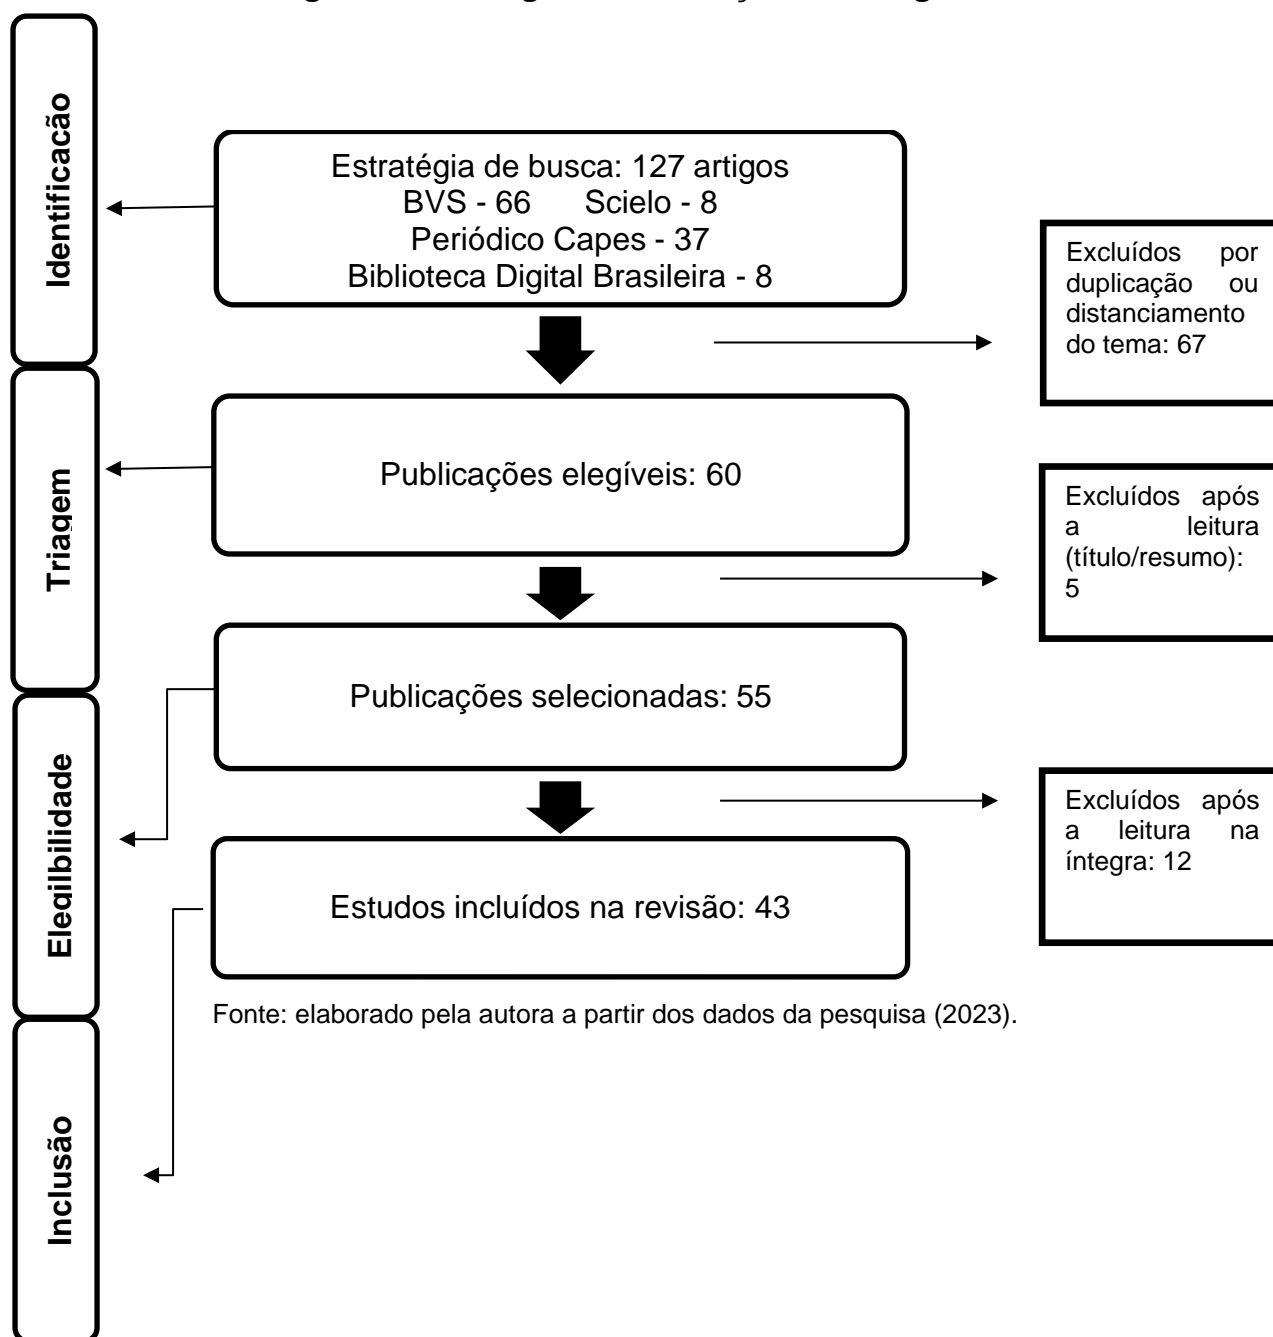 Identificação
Estratégia de busca: 127 artigos
BVS - 66 Scielo - 8
Periódico Capes - 37
Biblioteca Digital Brasileira - 8
Excluídos por
duplicação ou
distanciamento
do tema: 67
Triagem
Publicações elegíveis: 60
Excluídos após
a leitura
(título/resumo):
5
Elegilbilidade
Publicações selecionadas: 55
Excluídos após
a leitura na
íntegra: 12
Estudos incluídos na revisão: 43
Fonte: elaborado pela autora a partir dos dados da pesquisa (2023).
Inclusão